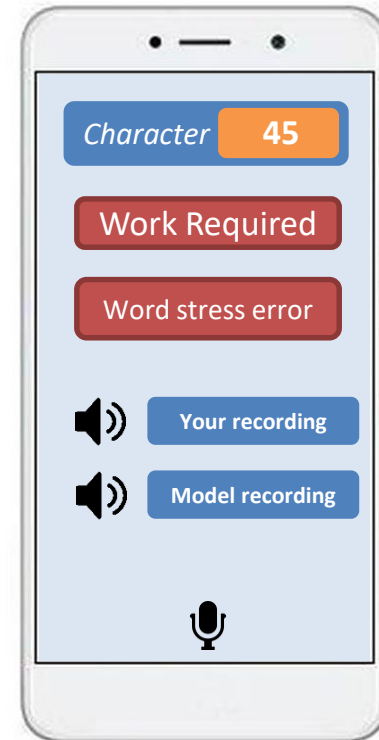 Character 45
Work Required
Word stress error
Your recording
Model recording